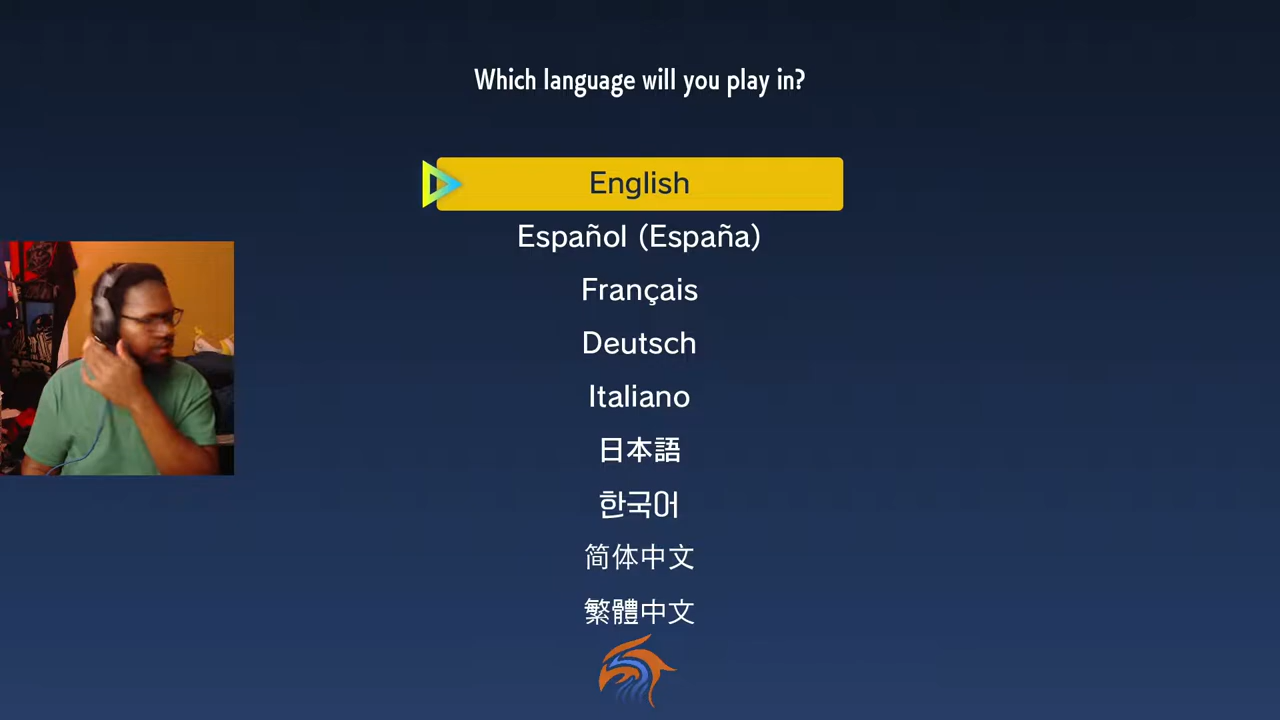 Which language will you play in?
English
Español (España)
Français
Deutsch
Italiano
日本語
한국어
简体中文
繁體中文